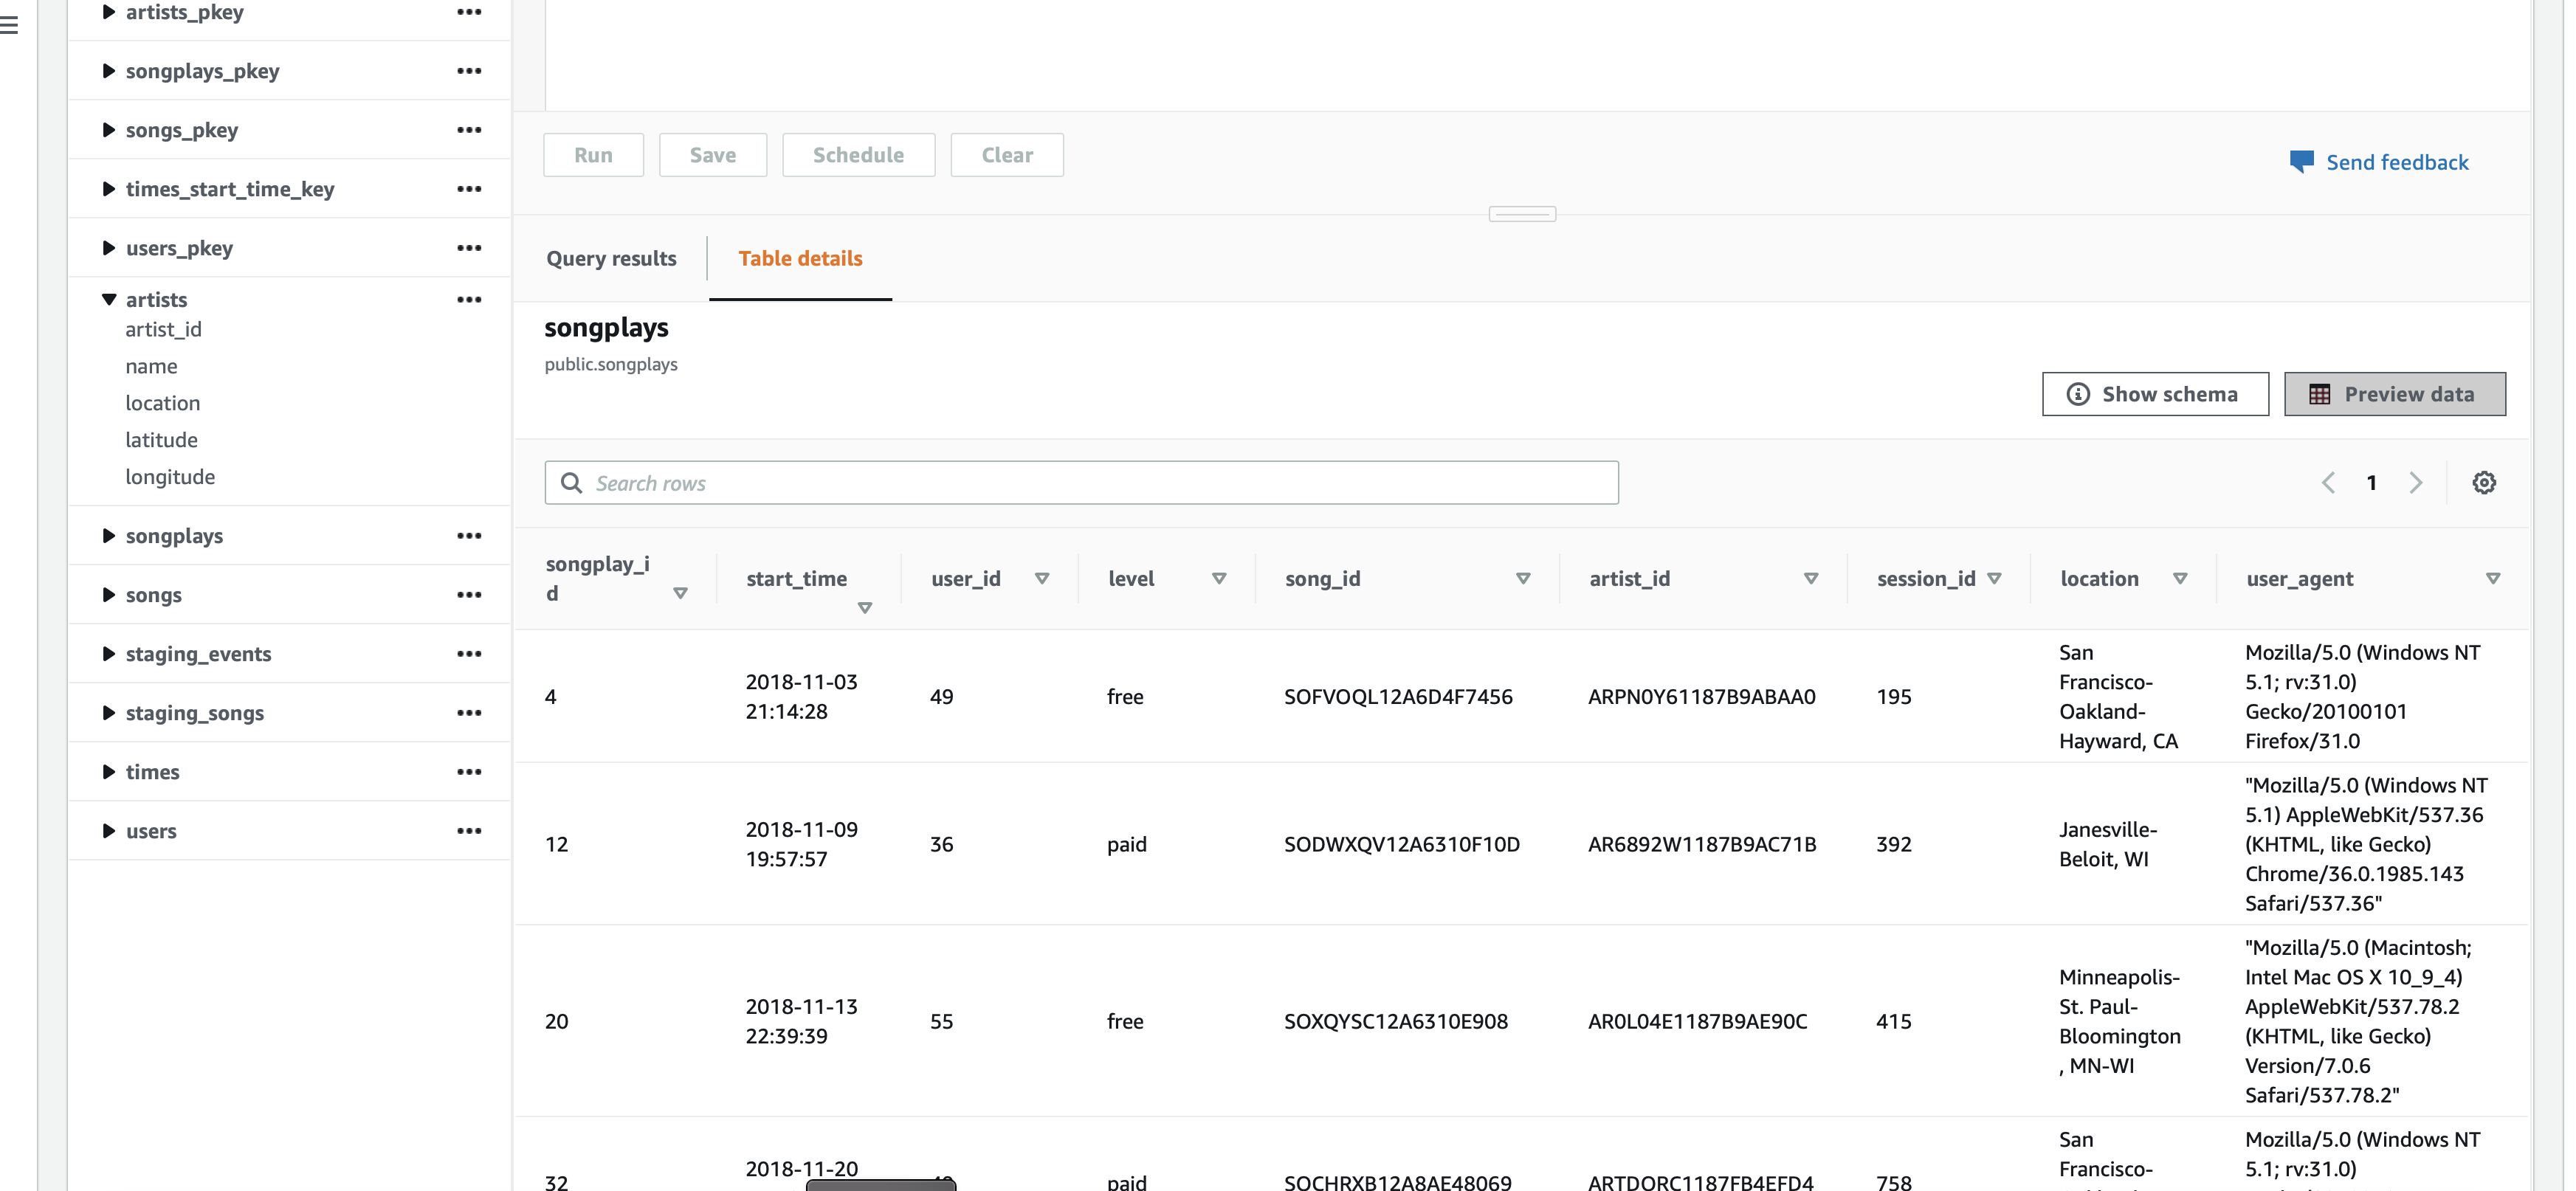 artists_pkey
songplays_pkey
songs_pkey
times_start_time_key
users_pkey
artists
artist_id
name
location
latitude
longitude
songplays
songs
staging_events
staging_songs
times
users
Run
Save
Schedule
Clear
Send feedback
Query results
Table details
songplays
public.songplays
Show schema
Preview data
Search rows
1
songplay_i
d
start_time
user_id
level
song_id
artist_id
session_id
location
user_agent
4
2018-11-03
21:14:28
49
free
SOFVOQL12A6D4F7456
ARPN0Y61187B9ABAA0
195
San
Francisco-
Oakland-
Hayward, CA
Mozilla/5.0 (Windows NT
5.1; rv:31.0)
Gecko/20100101
Firefox/31.0
12
2018-11-09
19:57:57
36
paid
SODWXQV12A6310F10D
AR6892W1187B9AC71B
392
Janesville-
Beloit, WI
"Mozilla/5.0 (Windows NT
5.1) AppleWebKit/537.36
(KHTML, like Gecko)
Chrome/36.0.1985.143
Safari/537.36"
20
2018-11-13
22:39:39
55
free
SOXQYSC12A6310E908
AR0L04E1187B9AE90C
415
Minneapolis-
St. Paul-
Bloomington
, MN-WI
"Mozilla/5.0 (Macintosh;
Intel Mac OS X 10_9_4)
AppleWebKit/537.78.2
(KHTML, like Gecko)
Version/7.0.6
Safari/537.78.2"
32
2018-11-20
paid
SOCHRXB12A8AE48069
ARTDQRC1187FB4EFD4
758
San
Francisco-
Mozilla/5.0 (Windows NT
5.1; rv:31.0)